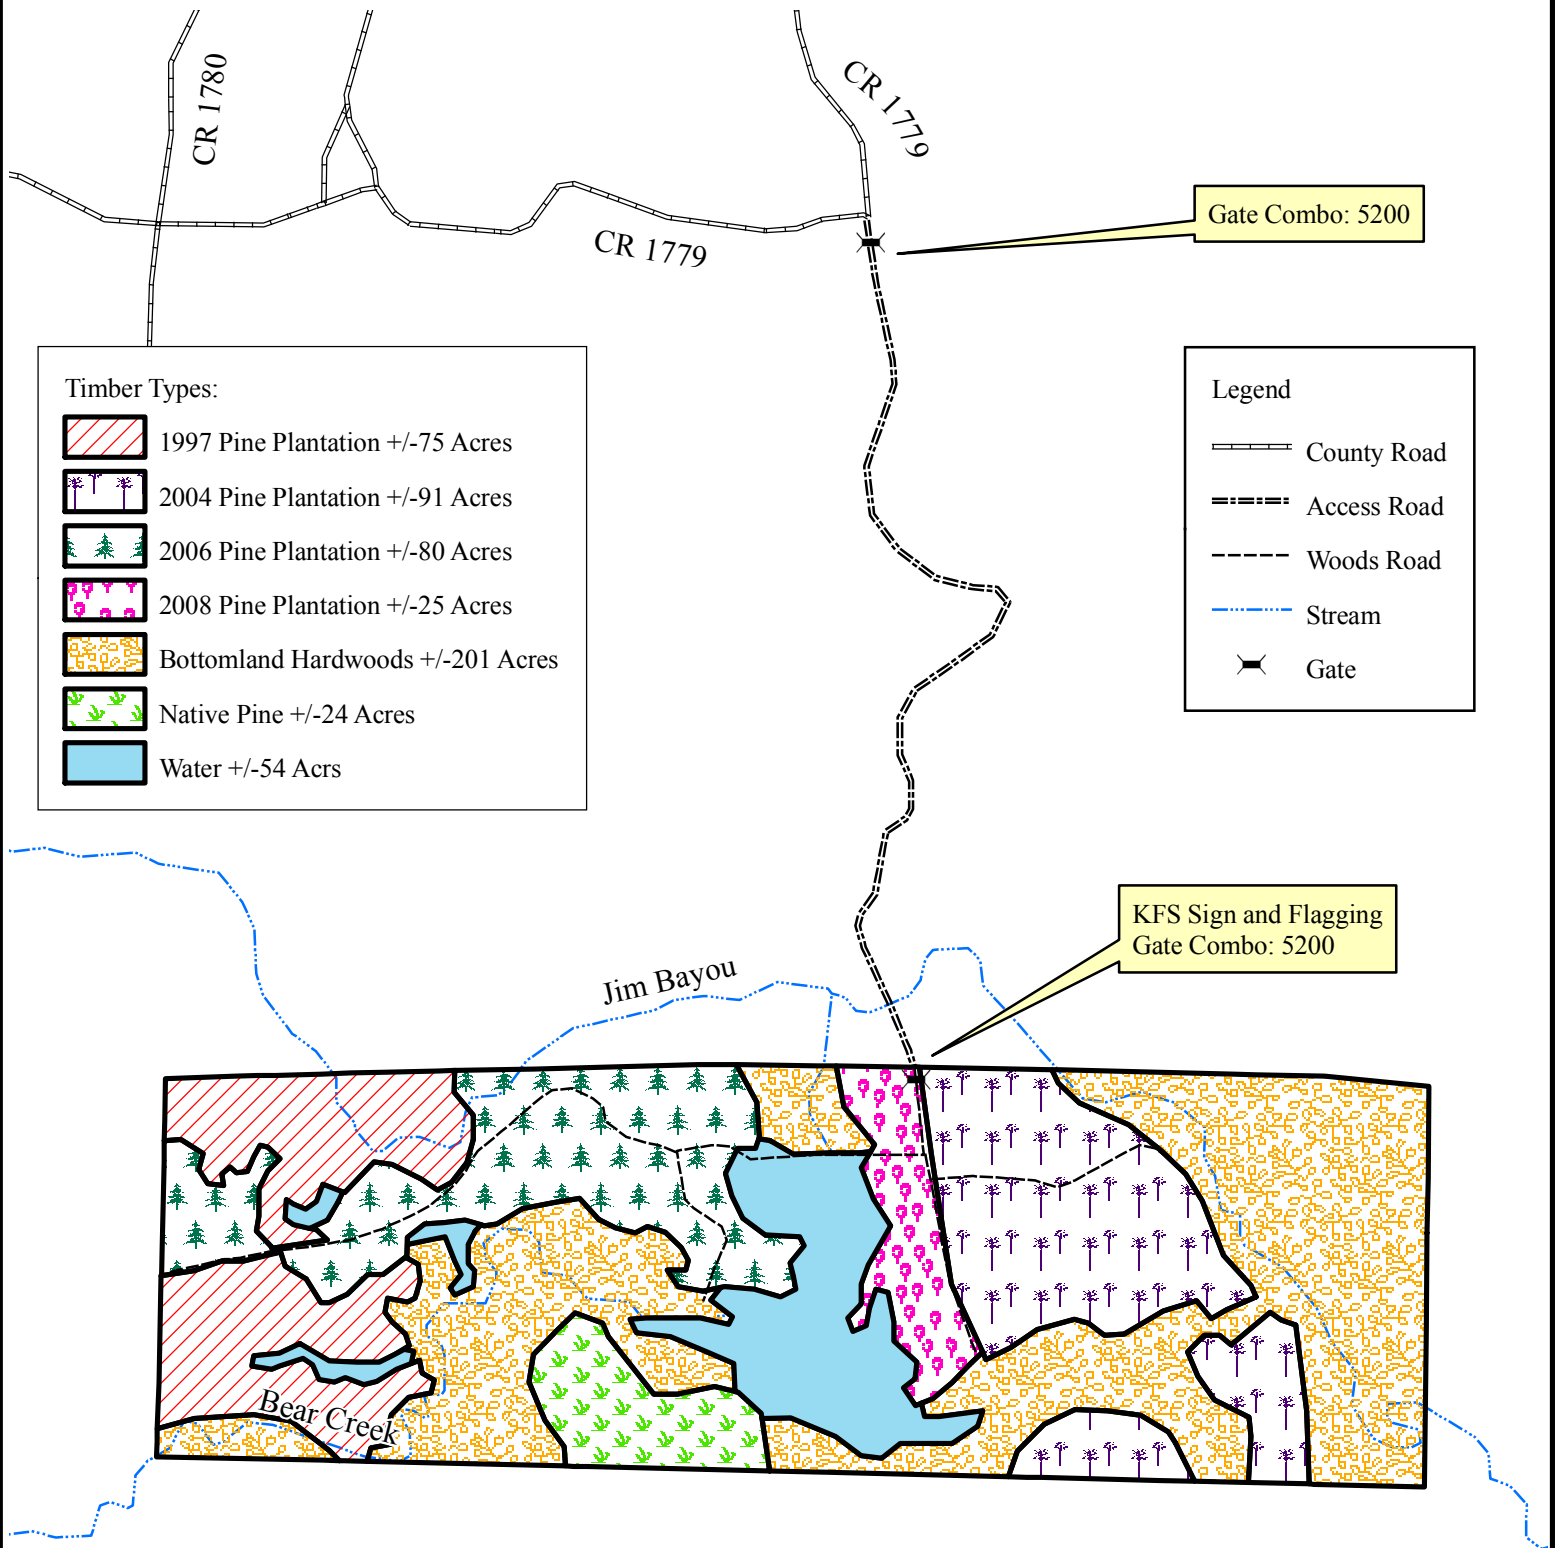 CR 1780
CR 1779
CR 1779
Gate Combo: 5200
Timber Types:
1997 Pine Plantation +/-75 Acres
2004 Pine Plantation +/-91 Acres
2006 Pine Plantation +/-80 Acres
2008 Pine Plantation +/-25 Acres
Bottomland Hardwoods +/-201 Acres
Native Pine +/-24 Acres
Water +/-54 Acrs
Legend
County Road
Access Road
Woods Road
Stream
Gate
KFS Sign and Flagging
Gate Combo: 5200
Jim Bayou
Bear Creek